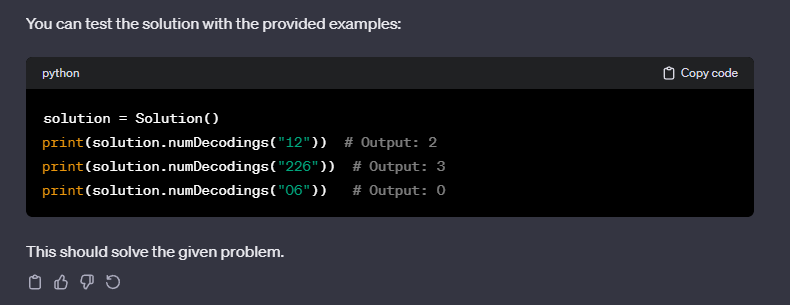 You can test the solution with the provided examples:
python Copy code
solution = Solution()
print(solution.numDecodings("12"))  # Output: 2
print(solution.numDecodings("226"))  # Output: 3
print(solution.numDecodings("06"))   # Output: 0
This should solve the given problem.